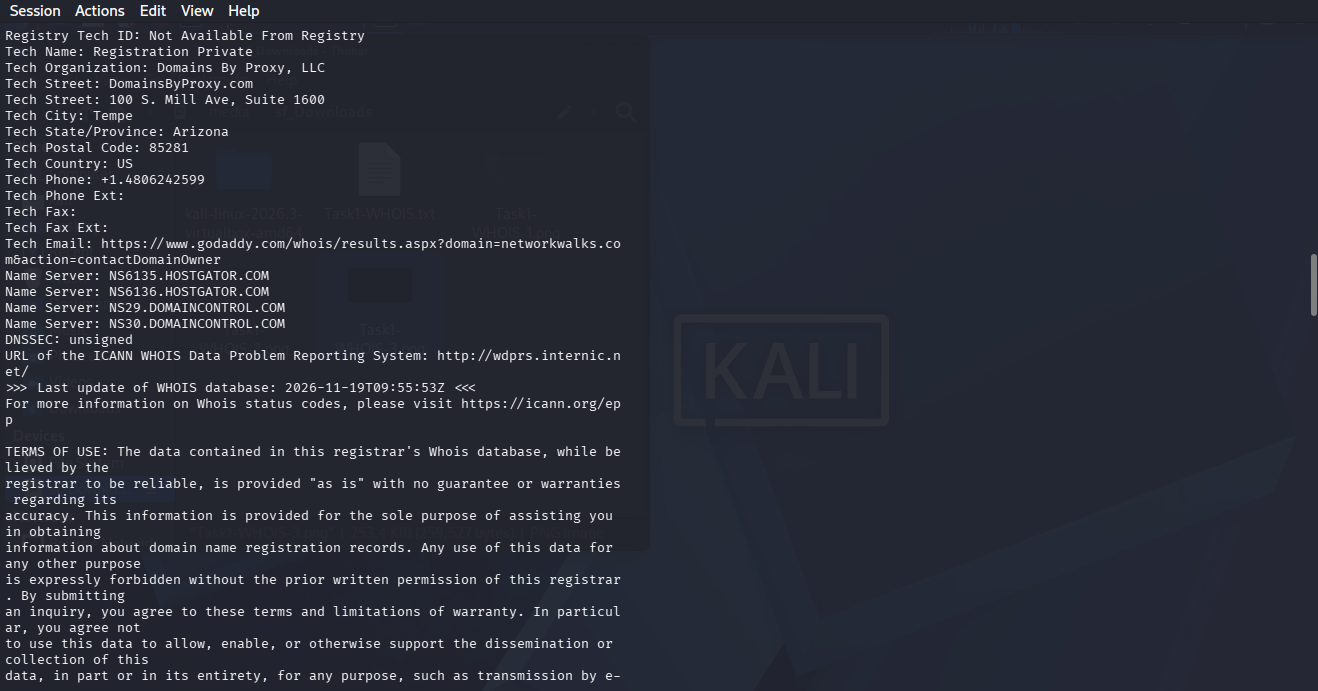 Session Actions Edit View Help
Registry Tech ID: Not Available From Registry
Tech Name: Registration Private
Tech Organization: Domains By Proxy, LLC
Tech Street: DomainsByProxy.com
Tech Street: 100 S. Mill Ave, Suite 1600
Tech City: Tempe
Tech State/Province: Arizona
Tech Postal Code: 85281
Tech Country: US
Tech Phone: +1.4806242599
Tech Phone Ext:
Tech Fax:
Tech Fax Ext:
Tech Email: https://www.godaddy.com/whois/results.aspx?domain=networkwalks.co
m&action=contactDomainOwner
Name Server: NS6135.HOSTGATOR.COM
Name Server: NS6136.HOSTGATOR.COM
Name Server: NS29.DOMAINCONTROL.COM
Name Server: NS30.DOMAINCONTROL.COM
DNSSEC: unsigned
URL of the ICANN WHOIS Data Problem Reporting System: http://wdprs.internic.n
et/
>>> Last update of WHOIS database: 2026-11-19T09:55:53Z <<<
For more information on Whois status codes, please visit https://icann.org/ep
p
TERMS OF USE: The data contained in this registrar's Whois database, while be
lieved by the
registrar to be reliable, is provided "as is" with no guarantee or warranties
 regarding its
accuracy. This information is provided for the sole purpose of assisting you
in obtaining
information about domain name registration records. Any use of this data for
any other purpose
is expressly forbidden without the prior written permission of this registrar
. By submitting
an inquiry, you agree to these terms and limitations of warranty. In particul
ar, you agree not
to use this data to allow, enable, or otherwise support the dissemination or
collection of this
data, in part or in its entirety, for any purpose, such as transmission by e-
KALI
kali-linux-2026.3-
Task1-WHOIS.txt
Task1-
Devices